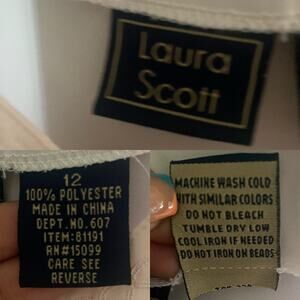 Laura
Scott
12
100% POLYESTER
MADE IN CHINA
DEPT.NO.607
ITEM:81191
RN#15099
CARE SEE
REVERSE
MACHINE WASH COLD
WITH SIMILAR COLORS
DO NOT BLEACH
TUMBLE DRY LOW
COOL IRON IF NEEDED
DO NOT IRON ON BEADS